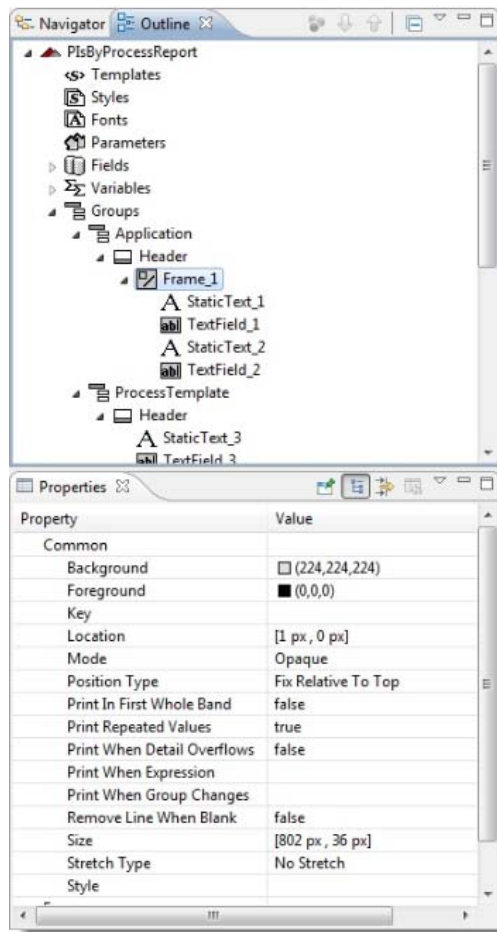 Navigator Outline
PIsByProcessReport
<S> Templates
S Styles
A Fonts
Parameters
Fields
Variables
Groups
Application
Header
Frame_1
A StaticText_1
abl TextField_1
A StaticText_2
abl TextField_2
ProcessTemplate
Header
A StaticText_3
abl TextField_3
Properties
Property Value
Common
Background (224,224,224)
Foreground (0,0,0)
Key
Location [1 px , 0 px]
Mode Opaque
Position Type Fix Relative To Top
Print In First Whole Band false
Print Repeated Values true
Print When Detail Overflows false
Print When Expression
Print When Group Changes
Remove Line When Blank false
Size [802 px , 36 px]
Stretch Type No Stretch
Style